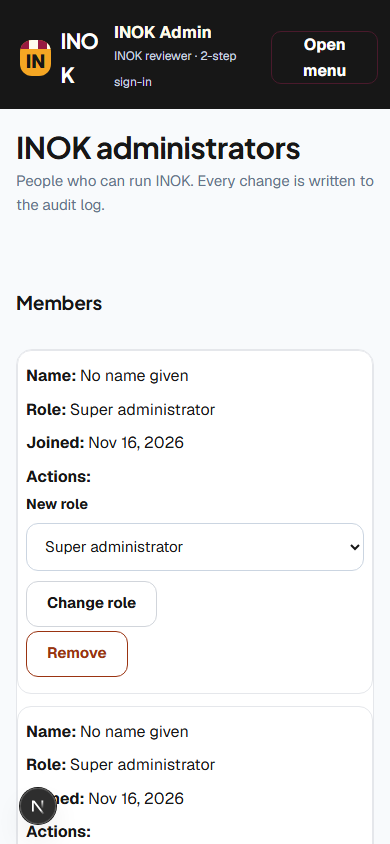 IN
INO
K
INOK Admin
INOK reviewer · 2-step
sign-in
Open
menu
INOK administrators
People who can run INOK. Every change is written to
the audit log.
Members
Name: No name given
Role: Super administrator
Joined: Nov 16, 2026
Actions:
New role
Super administrator
Change role
Remove
Name: No name given
Role: Super administrator
N
ned: Nov 16, 2026
Actions: